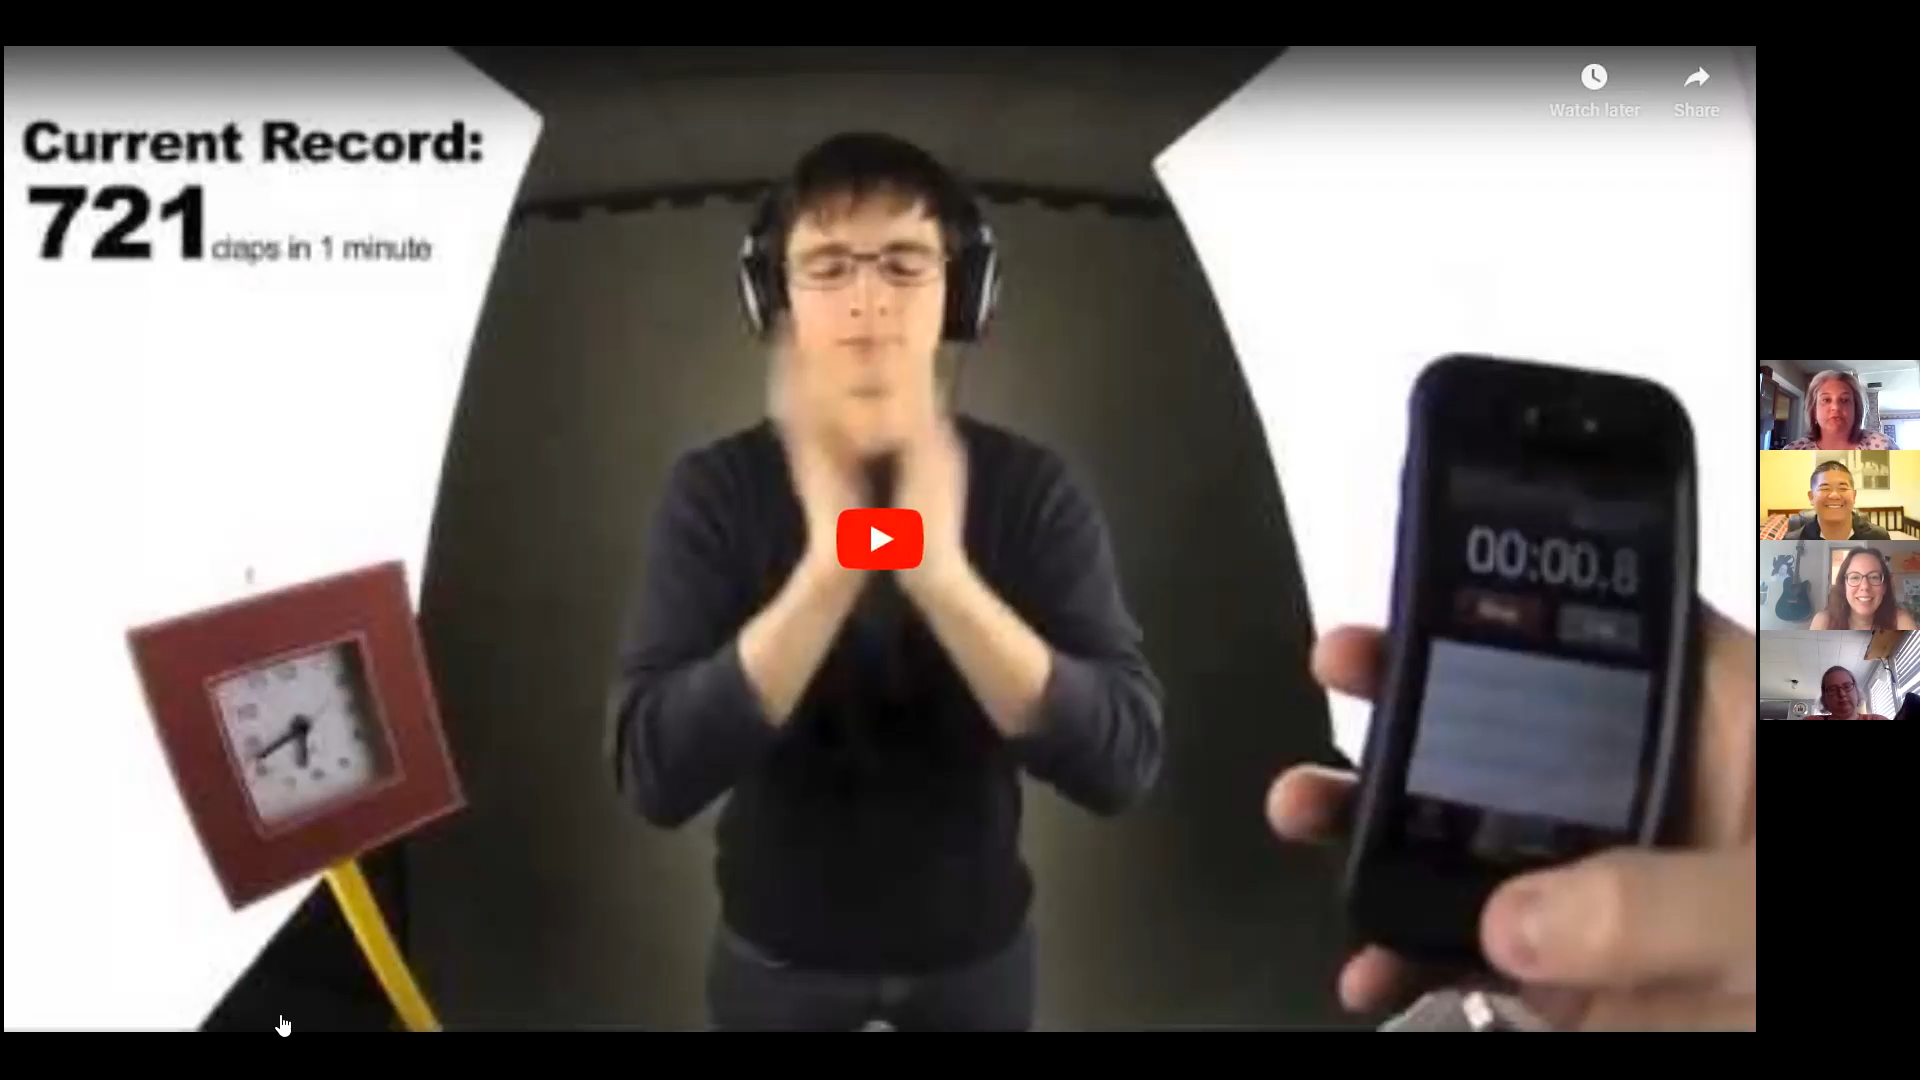 Current Record:
721 claps in 1 minute
Watch later
Share
00:00.8